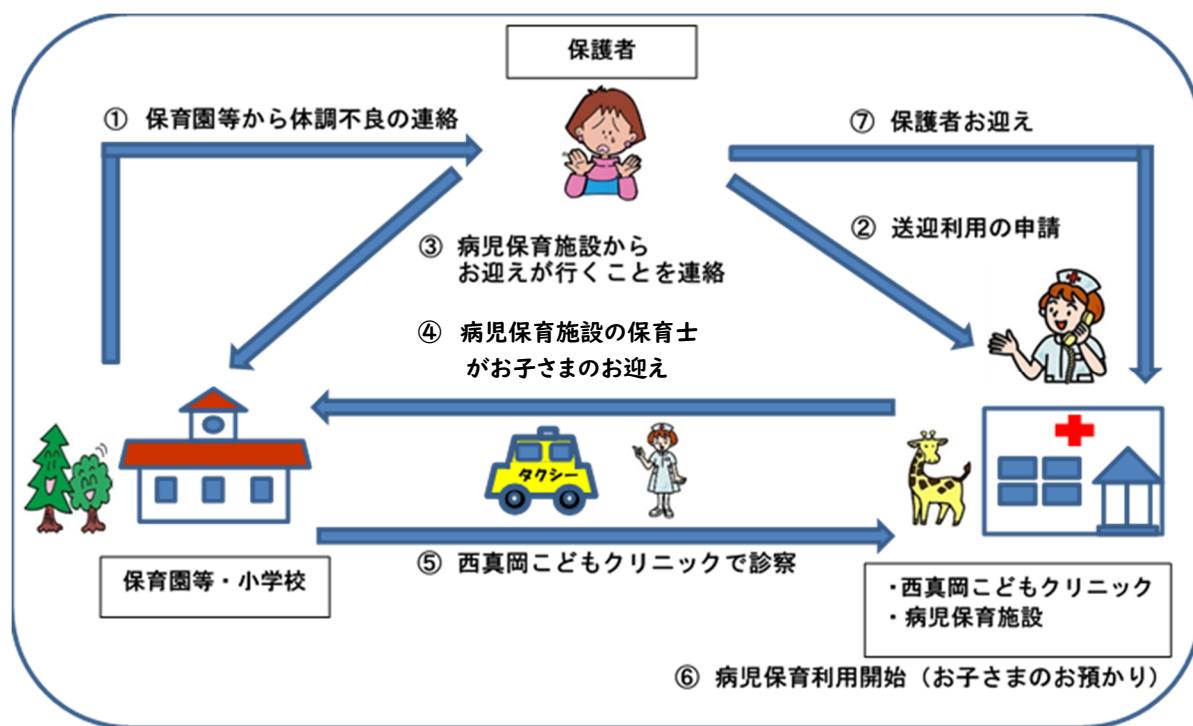 保護者
① 保育園等から体調不良の連絡
⑦ 保護者お迎え
② 送迎利用の申請
③ 病児保育施設から
お迎えが行くことを連絡
④ 病児保育施設の保育士
がお子さまのお迎え
タクシー
⑤ 西真岡こどもクリニックで診察
保育園等・小学校
・西真岡こどもクリニック
・病児保育施設
⑥ 病児保育利用開始（お子さまのお預かり）